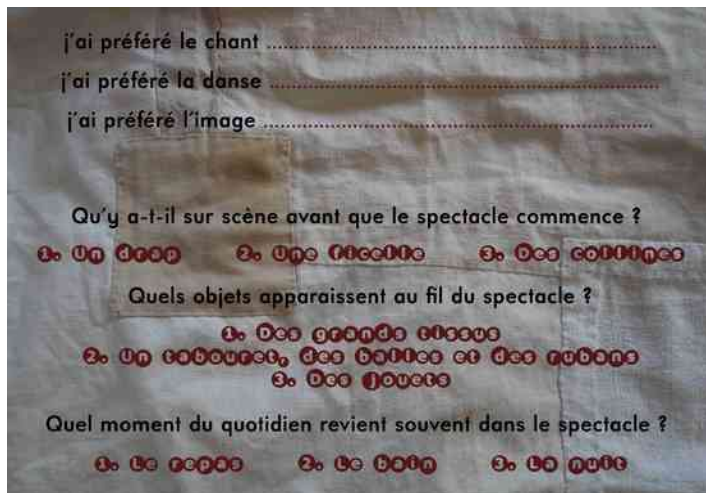 j'ai préféré le chant ..........................................................................
j'ai préféré la danse ..........................................................................
j'ai préféré l'image ..........................................................................
Qu'y a-t-il sur scène avant que le spectacle commence ?
1. Un drap 2. Une ficelle 3. Des collines
Quels objets apparaissent au fil du spectacle ?
1. Des grands tissus
2. Un tabouret, des balles et des rubans
3. Des jouets
Quel moment du quotidien revient souvent dans le spectacle ?
1. Le repas 2. Le bain 3. La nuit